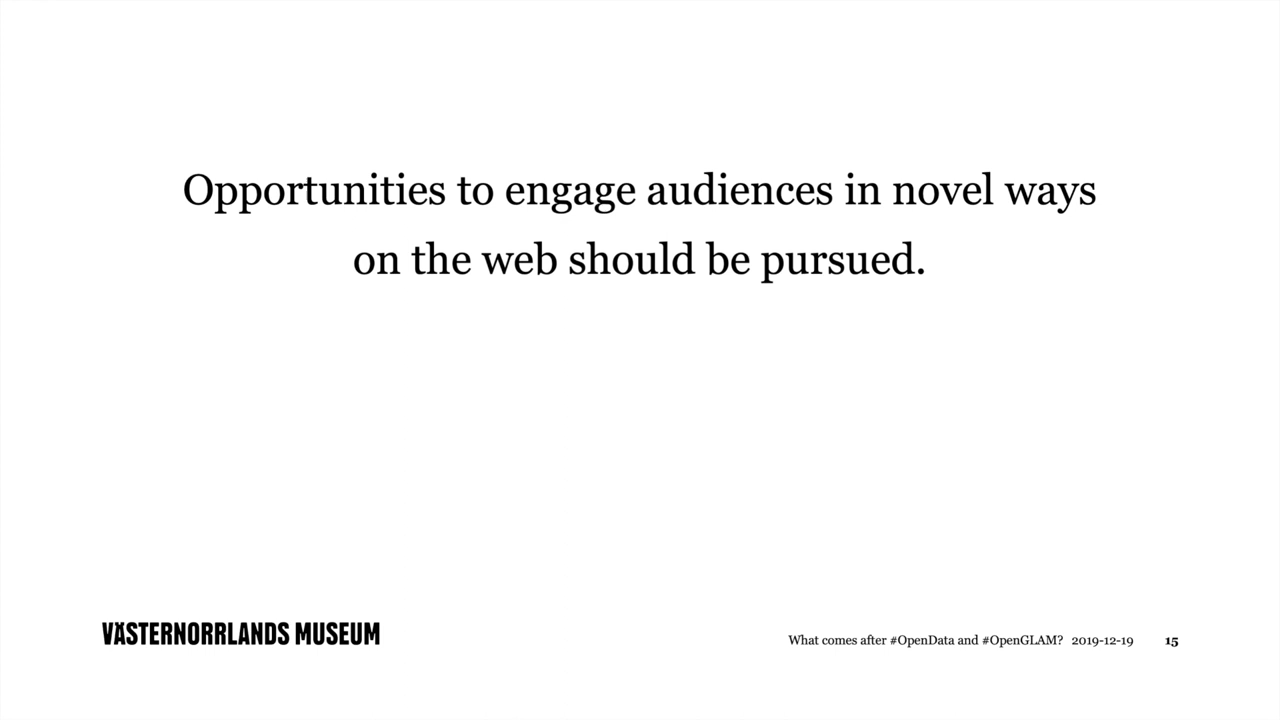 Opportunities to engage audiences in novel ways
on the web should be pursued.
VÄSTERNORRLANDS MUSEUM
What comes after #OpenData and #OpenGLAM? 2019-12-19 15